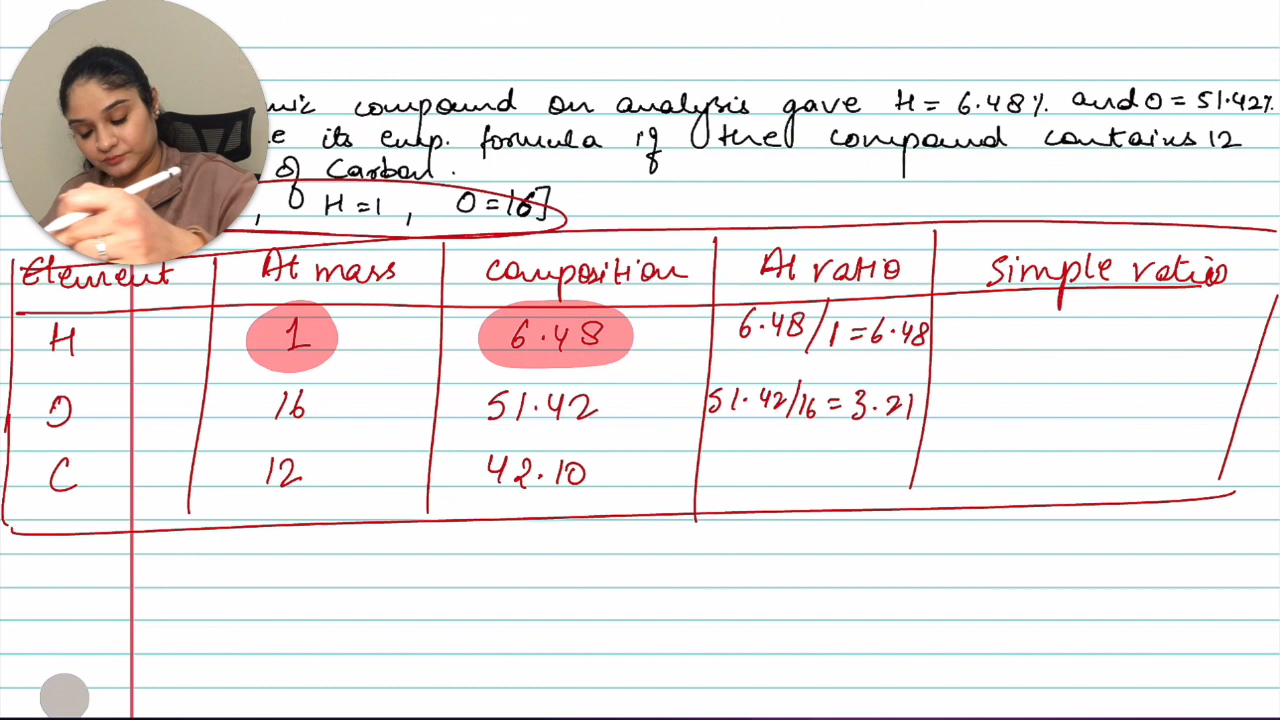 compound on analysis gave H = 6.48% and O = 51.42%
its emp. formula if the compound contains 12
of Carbon.
, H = 1, O = 16]
Element At mass composition At ratio simple ratio
H 1 6.48 6.48/1 = 6.48
O 16 51.42 51.42/16 = 3.21
C 12 42.10